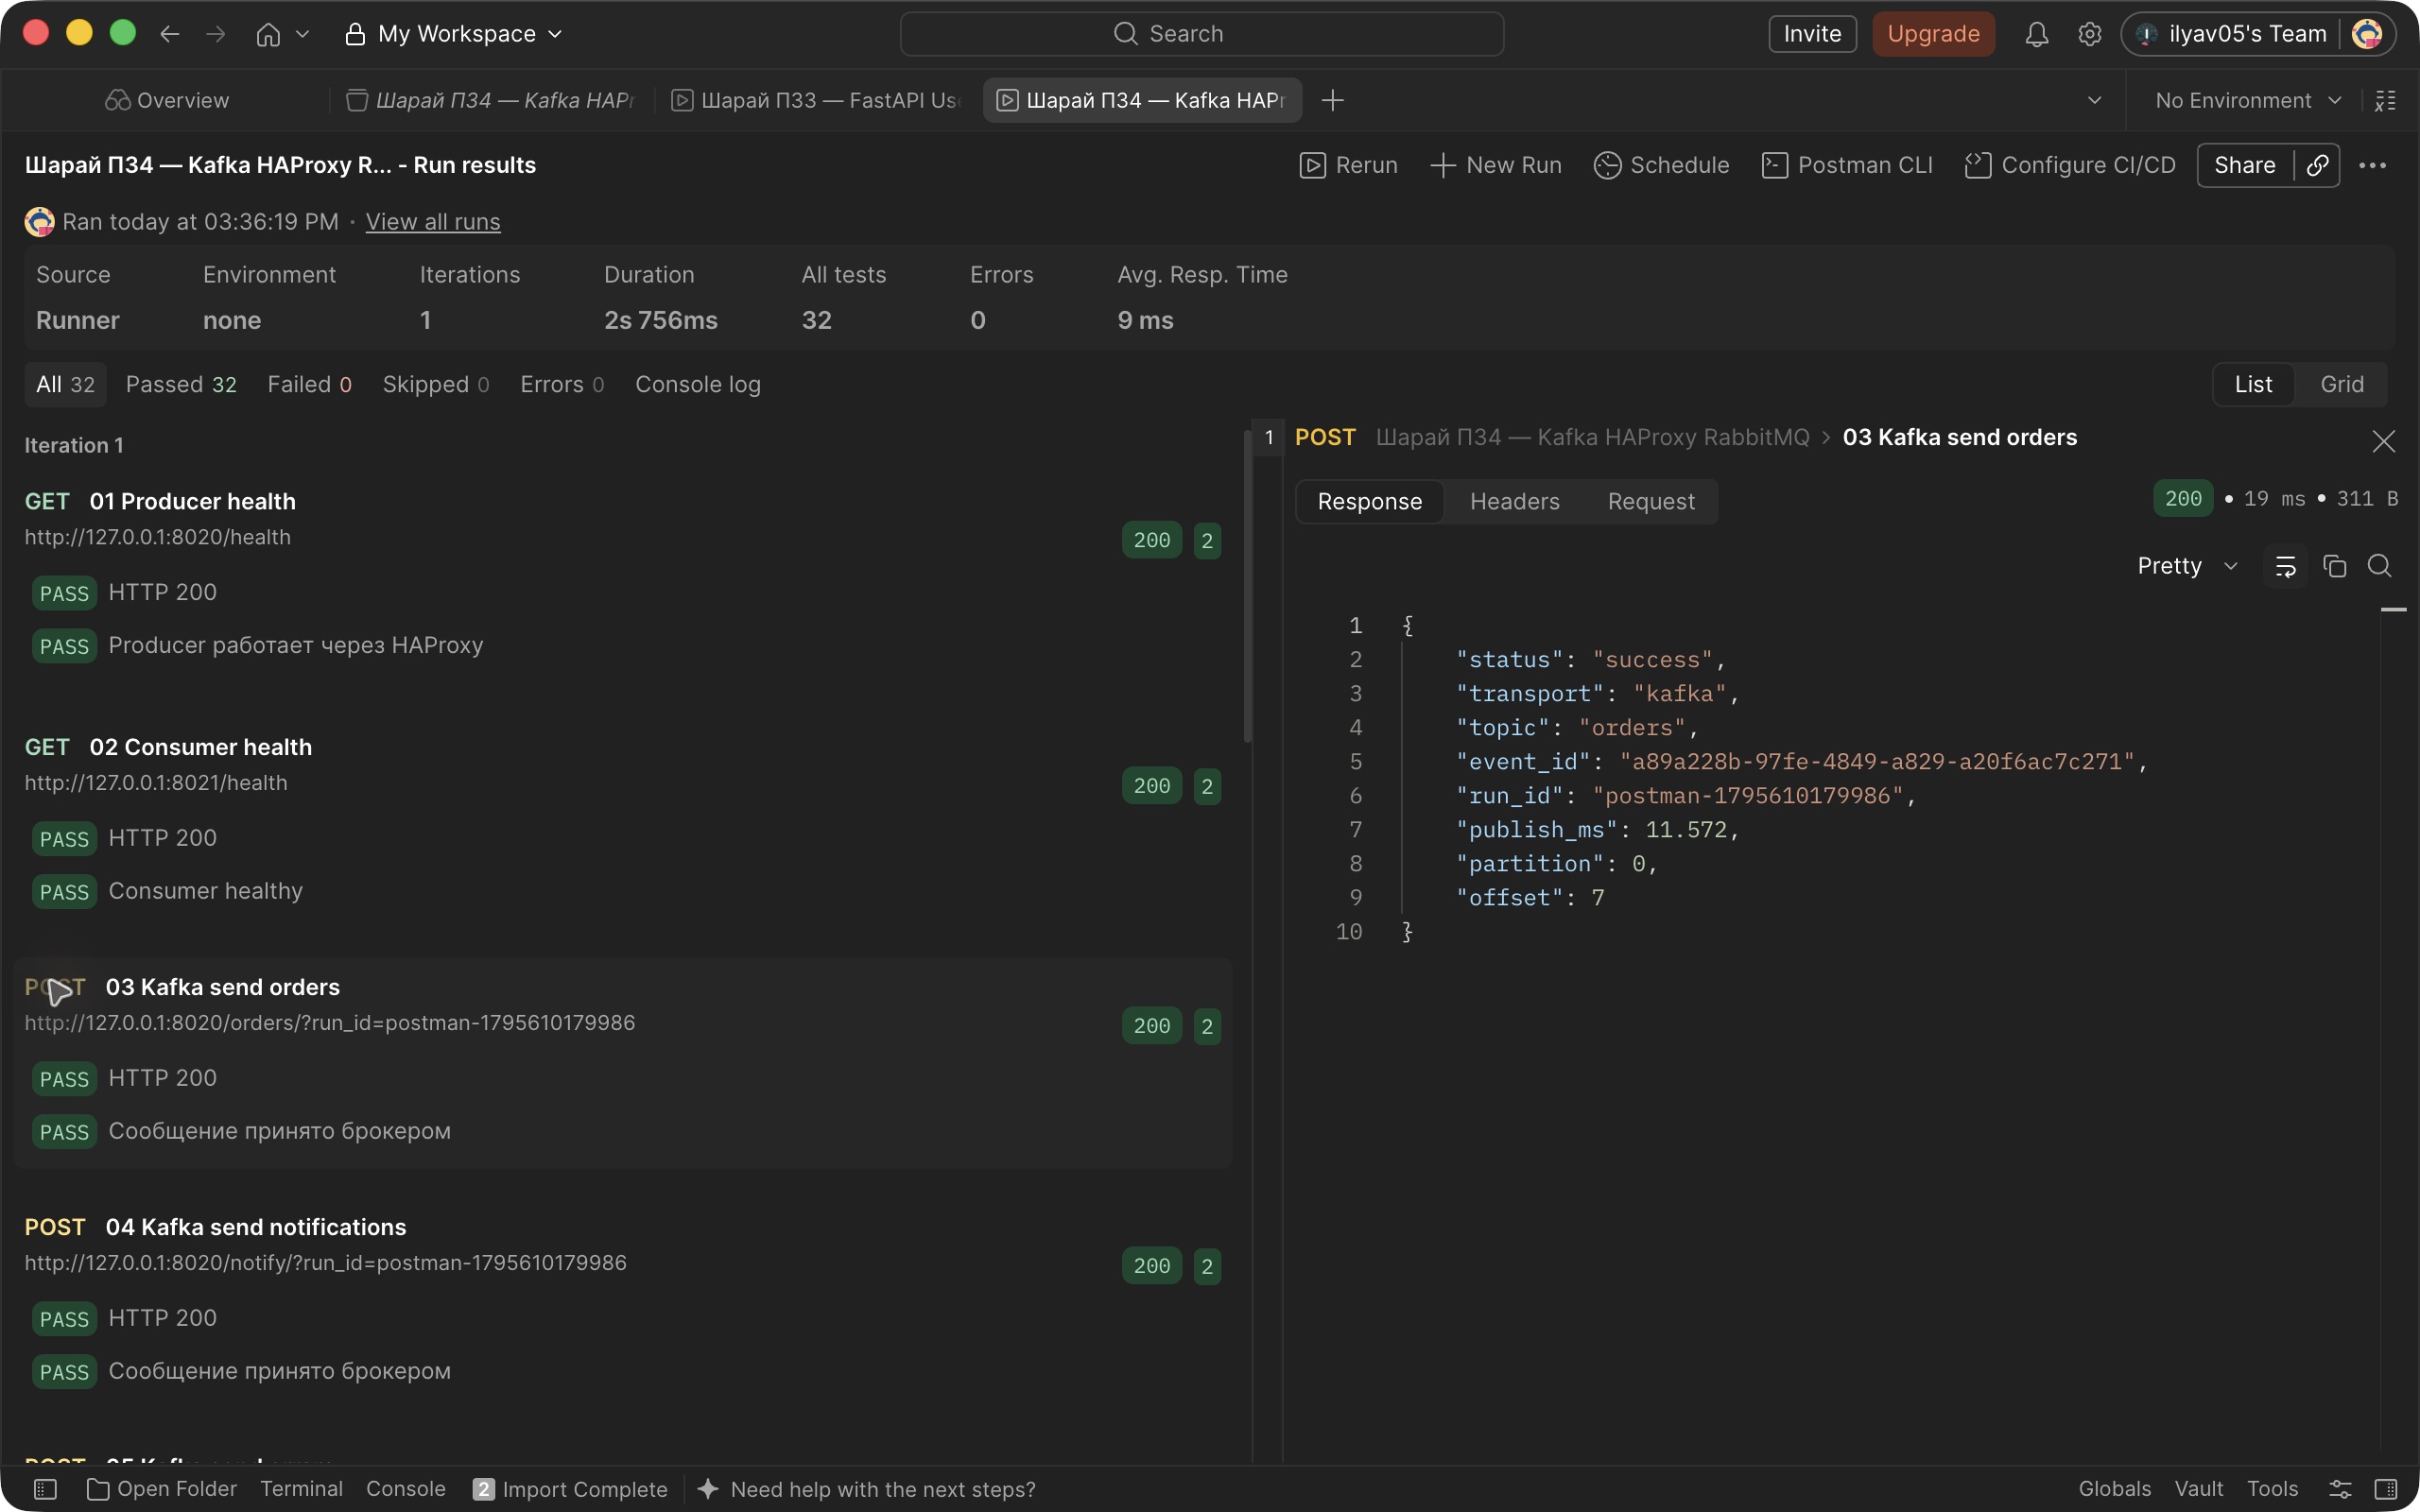 My Workspace
Search
Invite
Upgrade
ilyav05's Team
Overview
Шарай П34 — Kafka HAPr
Шарай П33 — FastAPI Us
Шарай П34 — Kafka HAPr
No Environment
Шарай П34 — Kafka HAProxy R... - Run results
Rerun
New Run
Schedule
Postman CLI
Configure CI/CD
Share
Ran today at 03:36:19 PM · View all runs
Source Environment Iterations Duration All tests Errors Avg. Resp. Time
Runner none 1 2s 756ms 32 0 9 ms
All 32 Passed 32 Failed 0 Skipped 0 Errors 0 Console log
List Grid
Iteration 1
GET 01 Producer health
http://127.0.0.1:8020/health
200 2
PASS HTTP 200
PASS Producer работает через HAProxy
GET 02 Consumer health
http://127.0.0.1:8021/health
200 2
PASS HTTP 200
PASS Consumer healthy
POST 03 Kafka send orders
http://127.0.0.1:8020/orders/?run_id=postman-1795610179986
200 2
PASS HTTP 200
PASS Сообщение принято брокером
POST 04 Kafka send notifications
http://127.0.0.1:8020/notify/?run_id=postman-1795610179986
200 2
PASS HTTP 200
PASS Сообщение принято брокером
1
POST Шарай П34 — Kafka HAProxy RabbitMQ > 03 Kafka send orders
Response Headers Request
200 • 19 ms • 311 B
Pretty
1 {
2 "status": "success",
3 "transport": "kafka",
4 "topic": "orders",
5 "event_id": "a89a228b-97fe-4849-a829-a20f6ac7c271",
6 "run_id": "postman-1795610179986",
7 "publish_ms": 11.572,
8 "partition": 0,
9 "offset": 7
10 }
Open Folder Terminal Console 2 Import Complete Need help with the next steps?
Globals Vault Tools